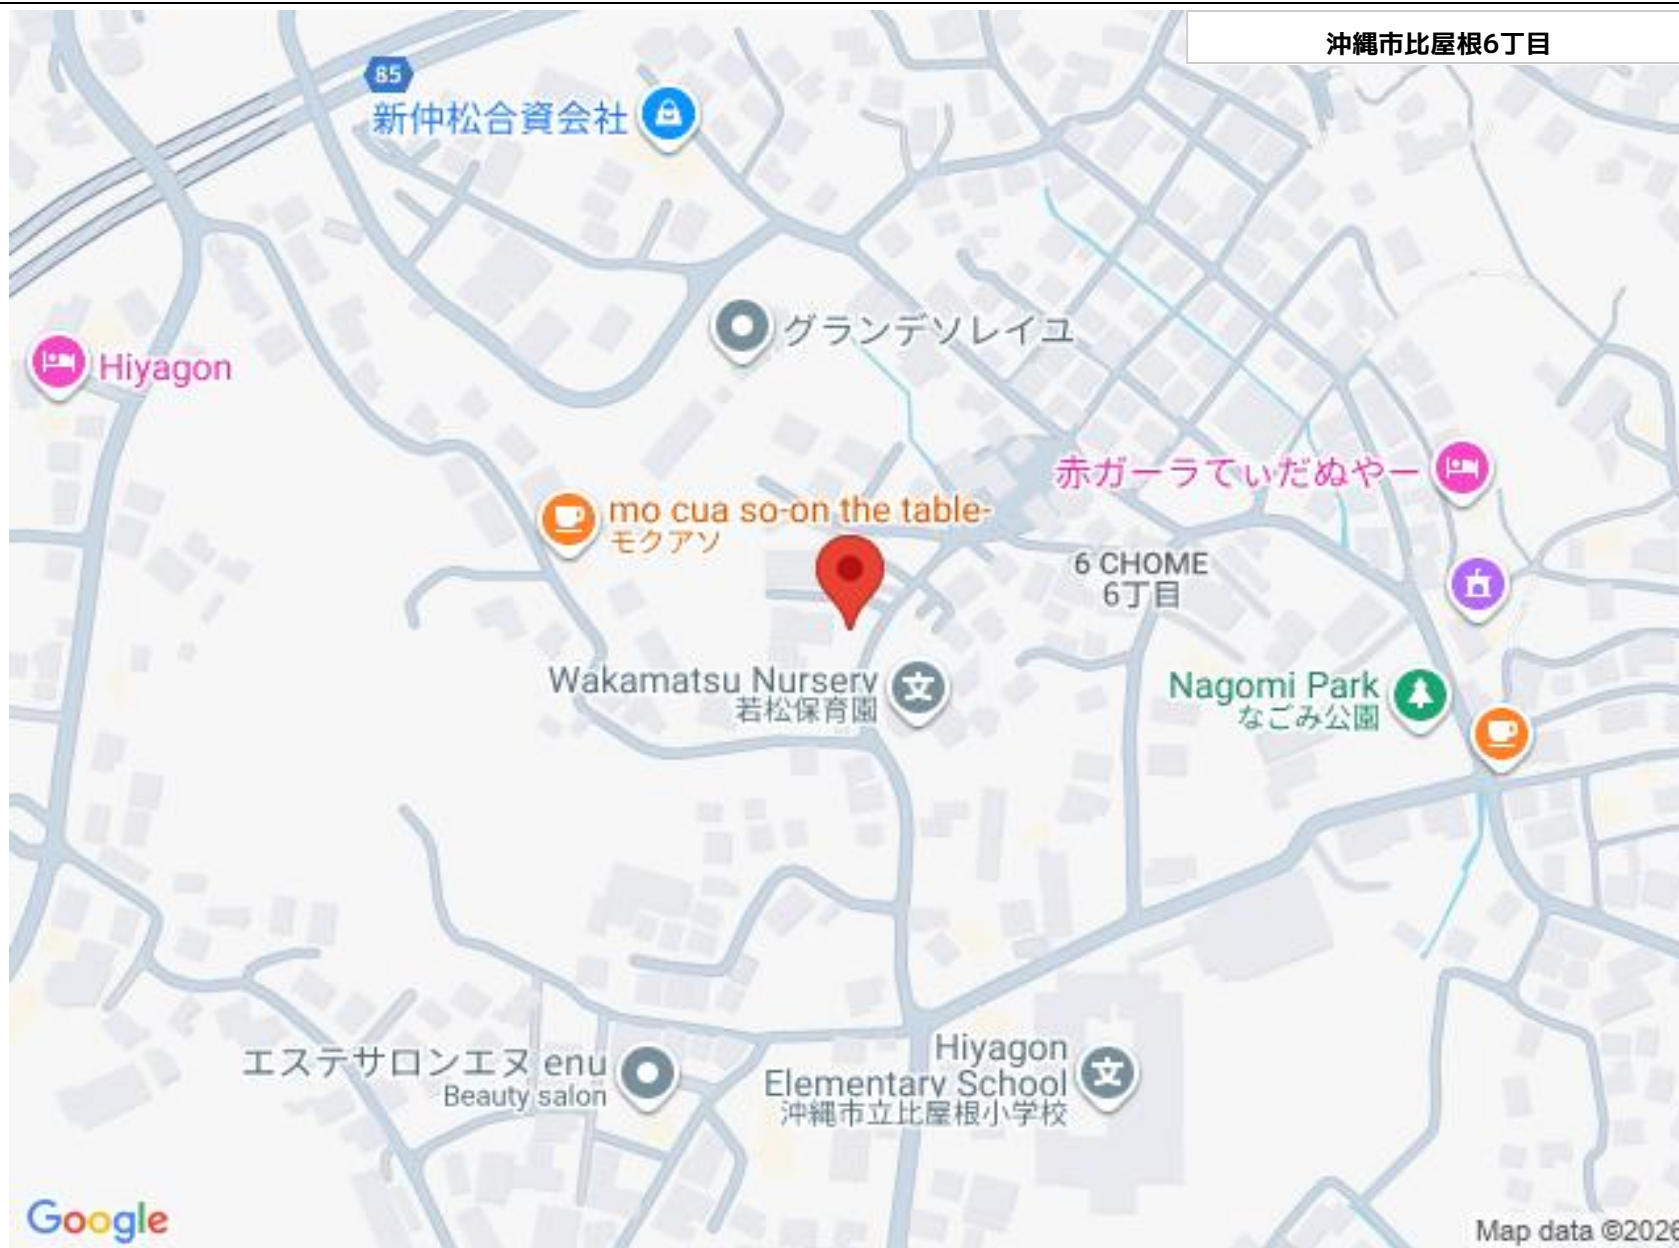 沖縄市比屋根6丁目
85
新仲松合資会社
グランデソレイユ
Hiyagon
赤ガーラてぃだぬやー
mo cua so-on the table-
モクアソ
6 CHOME
6丁目
Wakamatsu Nursery
若松保育園
Nagomi Park
なごみ公園
エステサロンエヌ enu
Beauty salon
Hiyagon
Elementary School
沖縄市立比屋根小学校
Google
Map data ©2026